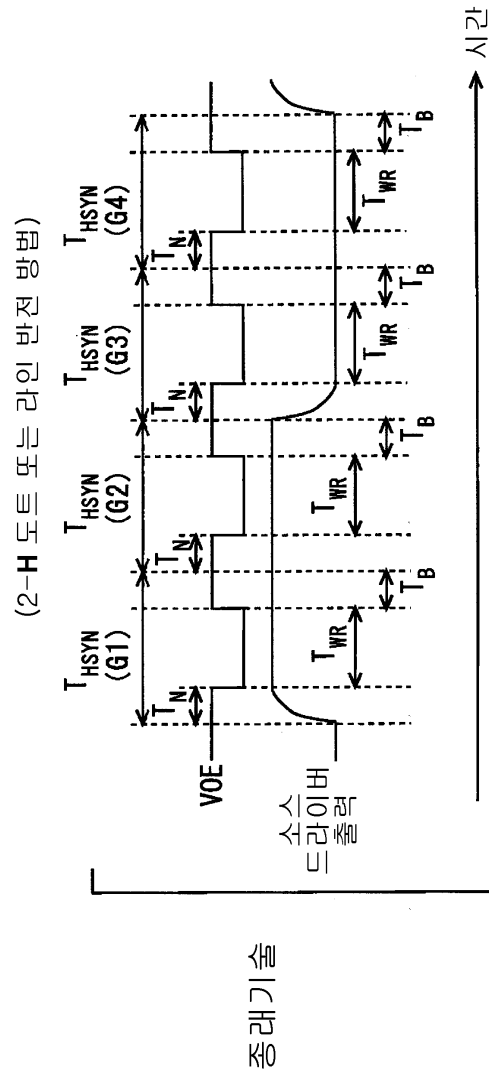 (2-H 도트 또는 라인 반전 방법)
T_HSYN (G1) T_HSYN (G2) T_HSYN (G3) T_HSYN (G4)
T_N T_N T_N T_N
VOE
소스
드라이버
출력
T_WR T_B T_WR T_B T_WR T_B T_WR T_B
시간
종래기술